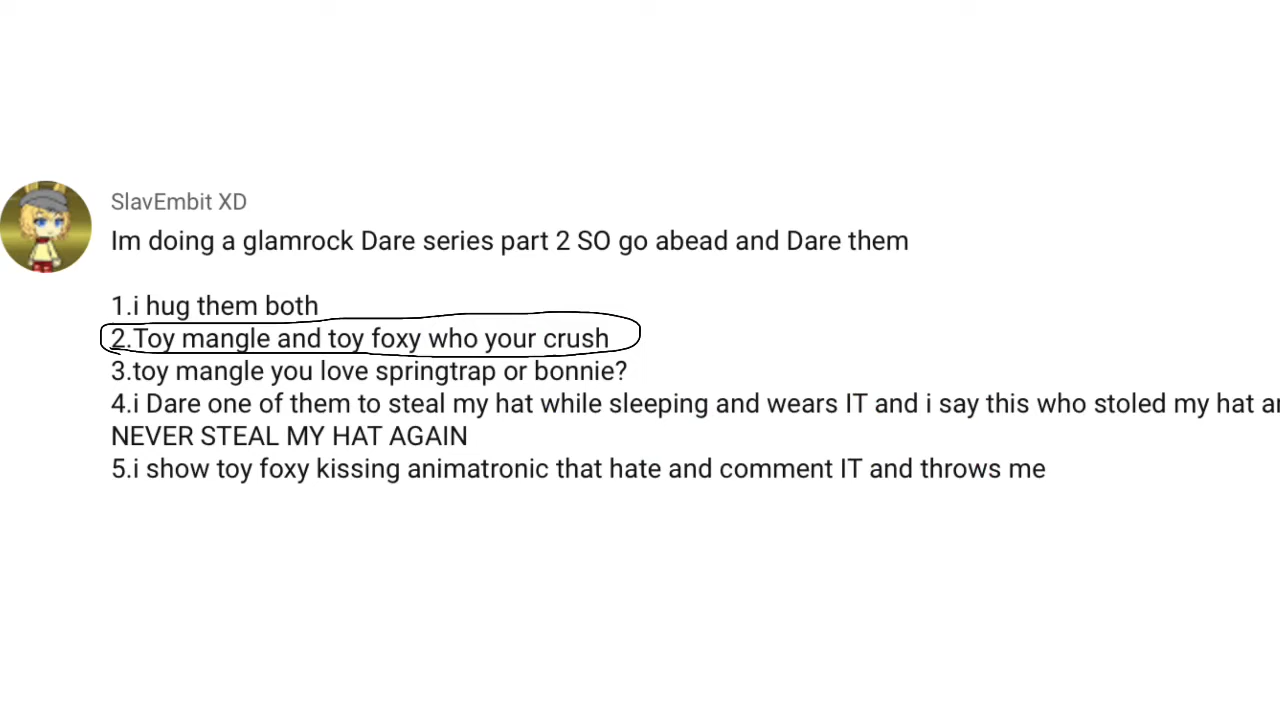 SlavEmbit XD
Im doing a glamrock Dare series part 2 SO go abead and Dare them
1.i hug them both
2.Toy mangle and toy foxy who your crush
3.toy mangle you love springtrap or bonnie?
4.i Dare one of them to steal my hat while sleeping and wears IT and i say this who stoled my hat
NEVER STEAL MY HAT AGAIN
5.i show toy foxy kissing animatronic that hate and comment IT and throws me